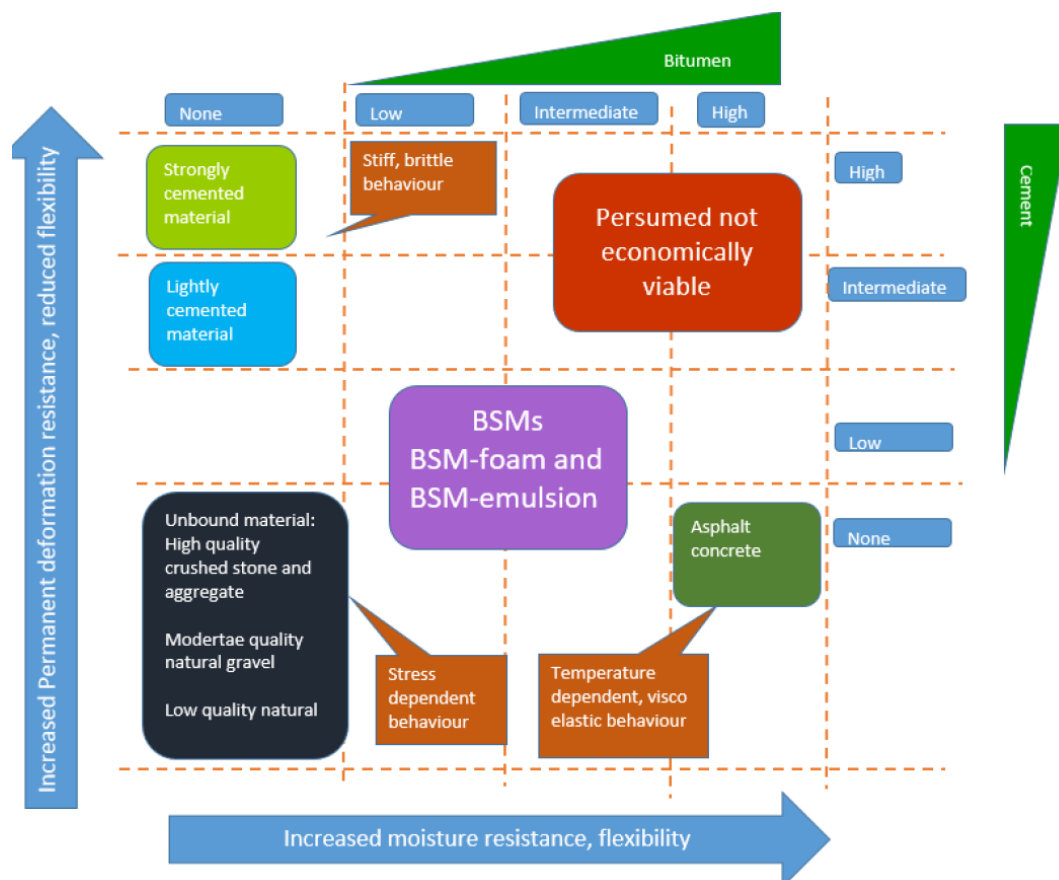 Bitumen
None
Low
Intermediate
High
Increased Permanent deformation resistance, reduced flexibility
Strongly
cemented
material
Stiff, brittle
behaviour
Persumed not
economically
viable
High
Cement
Lightly
cemented
material
Intermediate
BSMs
BSM-foam and
BSM-emulsion
Low
Unbound material:
High quality
crushed stone and
aggregate
Modertae quality
natural gravel
Low quality natural
Asphalt
concrete
None
Stress
dependent
behaviour
Temperature
dependent, visco
elastic behaviour
Increased moisture resistance, flexibility